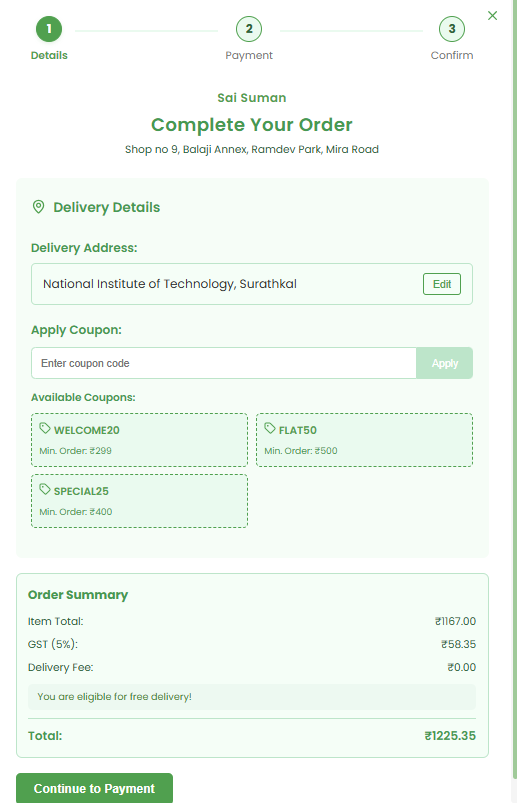 1 2 3
Details Payment Confirm
Sai Suman
Complete Your Order
Shop no 9, Balaji Annex, Ramdev Park, Mira Road
Delivery Details
Delivery Address:
National Institute of Technology, Surathkal Edit
Apply Coupon:
Enter coupon code Apply
Available Coupons:
WELCOME20 FLAT50
Min. Order: ₹299 Min. Order: ₹500
SPECIAL25
Min. Order: ₹400
Order Summary
Item Total: ₹1167.00
GST (5%): ₹58.35
Delivery Fee: ₹0.00
You are eligible for free delivery!
Total: ₹1225.35
Continue to Payment